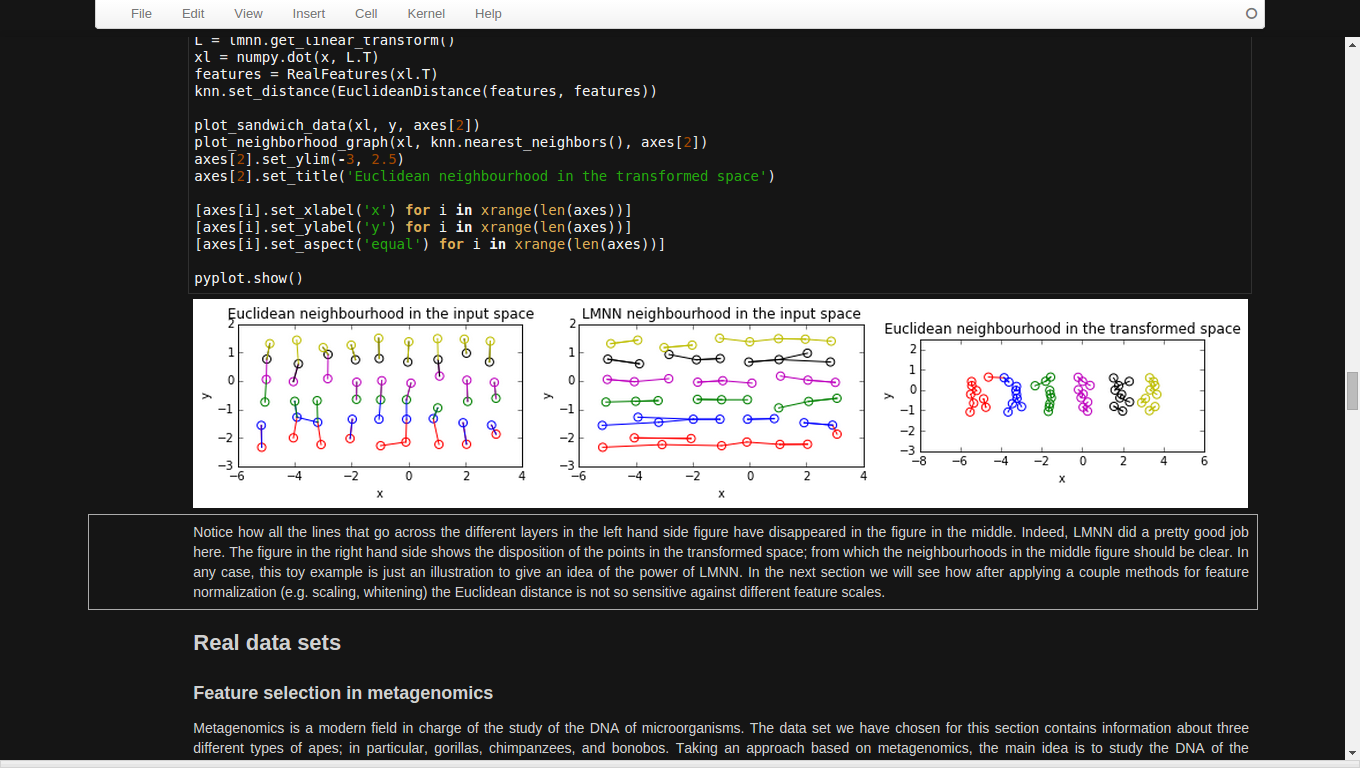 File Edit View Insert Cell Kernel Help
L = lmnn.get_linear_transform()
xl = numpy.dot(x, L.T)
features = RealFeatures(xl.T)
knn.set_distance(EuclideanDistance(features, features))
plot_sandwich_data(xl, y, axes[2])
plot_neighborhood_graph(xl, knn.nearest_neighbors(), axes[2])
axes[2].set_ylim(-3, 2.5)
axes[2].set_title('Euclidean neighbourhood in the transformed space')
[axes[i].set_xlabel('x') for i in xrange(len(axes))]
[axes[i].set_ylabel('y') for i in xrange(len(axes))]
[axes[i].set_aspect('equal') for i in xrange(len(axes))]
pyplot.show()
Euclidean neighbourhood in the input space
2
1
0
−1
−2
−3
y
−6 −4 −2 0 2 4
x
LMNN neighbourhood in the input space
2
1
0
−1
−2
−3
y
−6 −4 −2 0 2 4
x
Euclidean neighbourhood in the transformed space
2
1
0
−1
−2
−3
y
−8 −6 −4 −2 0 2 4 6
x
Notice how all the lines that go across the different layers in the left hand side figure have disappeared in the figure in the middle. Indeed, LMNN did a pretty good job
here. The figure in the right hand side shows the disposition of the points in the transformed space; from which the neighbourhoods in the middle figure should be clear. In
any case, this toy example is just an illustration to give an idea of the power of LMNN. In the next section we will see how after applying a couple methods for feature
normalization (e.g. scaling, whitening) the Euclidean distance is not so sensitive against different feature scales.
Real data sets
Feature selection in metagenomics
Metagenomics is a modern field in charge of the study of the DNA of microorganisms. The data set we have chosen for this section contains information about three
different types of apes; in particular, gorillas, chimpanzees, and bonobos. Taking an approach based on metagenomics, the main idea is to study the DNA of the